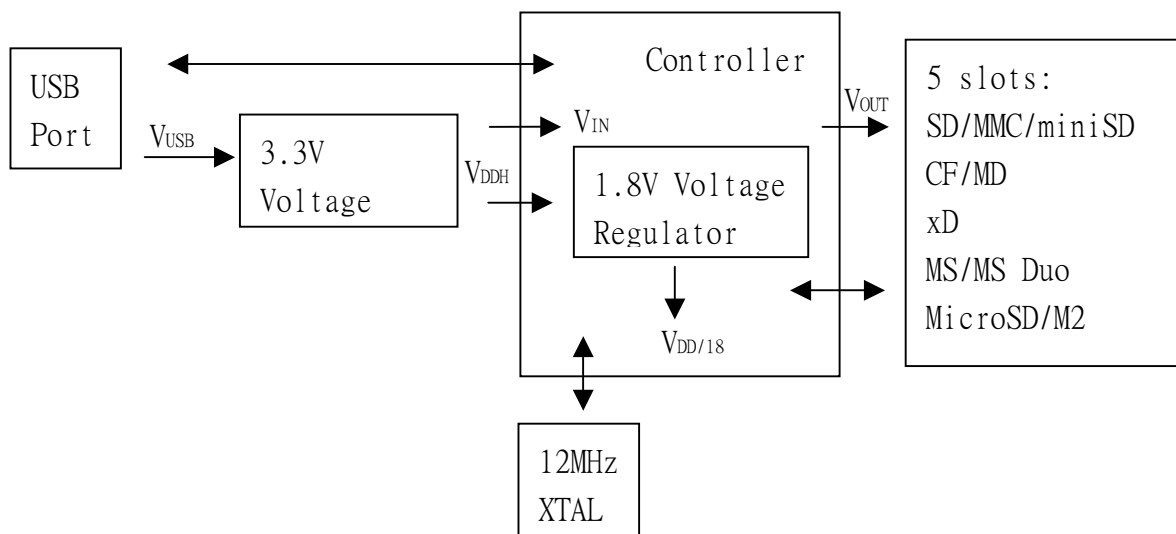 USB
Port
VUSB
3.3V
Voltage
VDDH
Controller
VIN
1.8V Voltage
Regulator
VDD/18
VOUT
5 slots:
SD/MMC/miniSD
CF/MD
xD
MS/MS Duo
MicroSD/M2
12MHz
XTAL